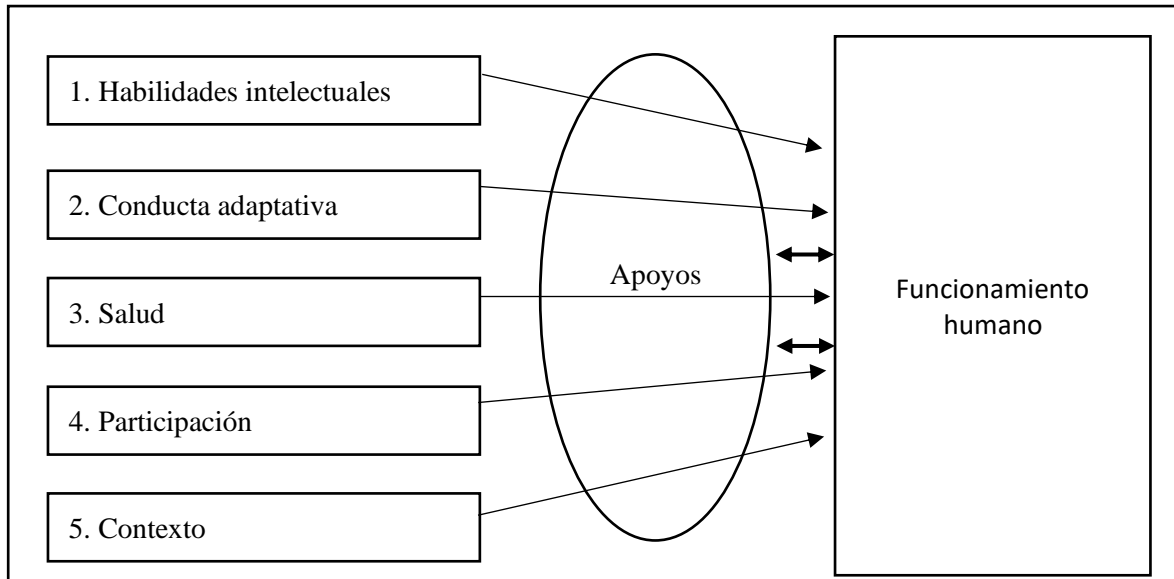 1. Habilidades intelectuales
2. Conducta adaptativa
3. Salud
4. Participación
5. Contexto
Apoyos
Funcionamiento
humano